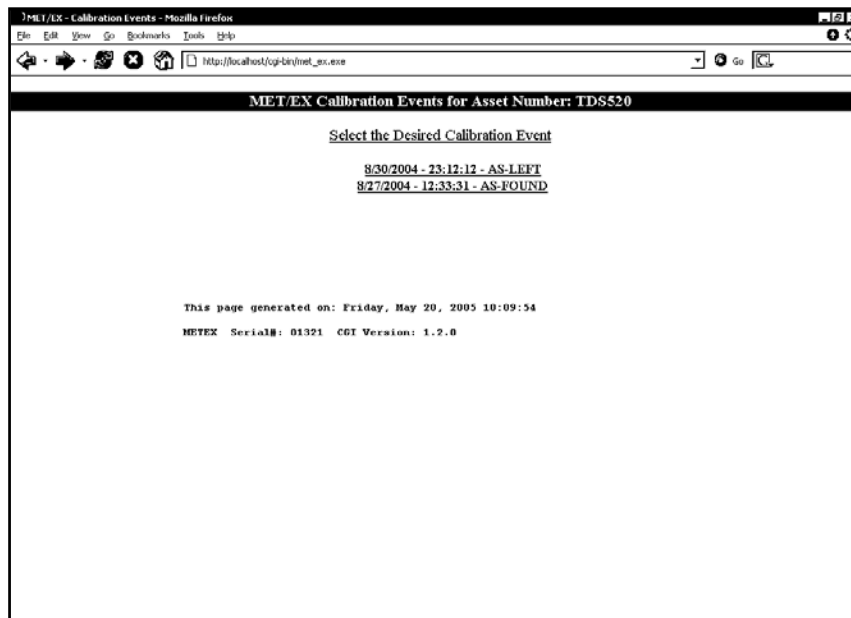 MET/EX - Calibration Events - Mozilla Firefox
File Edit View Go Bookmarks Tools Help
http://localhost/cgi-bin/met_ex.exe Go
MET/EX Calibration Events for Asset Number: TDS520
Select the Desired Calibration Event
8/30/2004 - 23:12:12 - AS-LEFT
8/27/2004 - 12:33:31 - AS-FOUND
This page generated on: Friday, May 20, 2005 10:09:54
METEX Serial#: 01321 CGI Version: 1.2.0